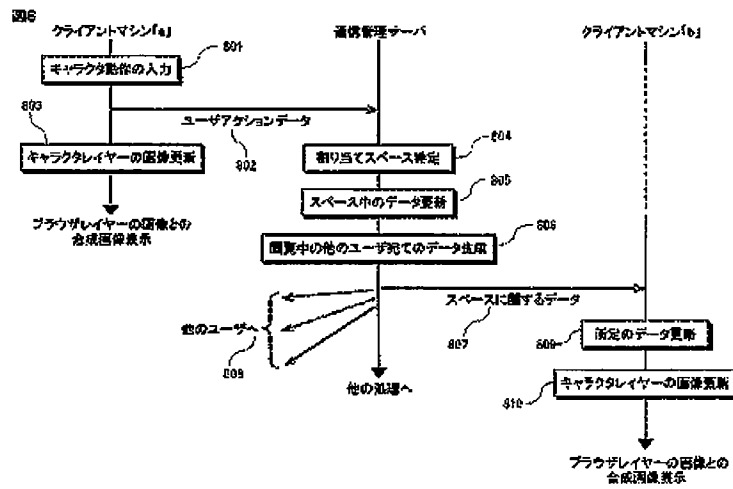 図8
クライアントマシン「a」
通信管理サーバ
クライアントマシン「b」
801
キャラクタ動作の入力
803
ユーザアクションデータ
802
キャラクタレイヤーの画像更新
804
割り当てスペース特定
805
スペース中のデータ更新
ブラウザレイヤーの画像との
合成画像表示
806
閲覧中の他のユーザ宛てのデータ生成
スペースに関するデータ
807
他のユーザへ
808
809
所定のデータ更新
他の処理へ
キャラクタレイヤーの画像更新
810
ブラウザレイヤーの画像との
合成画像表示